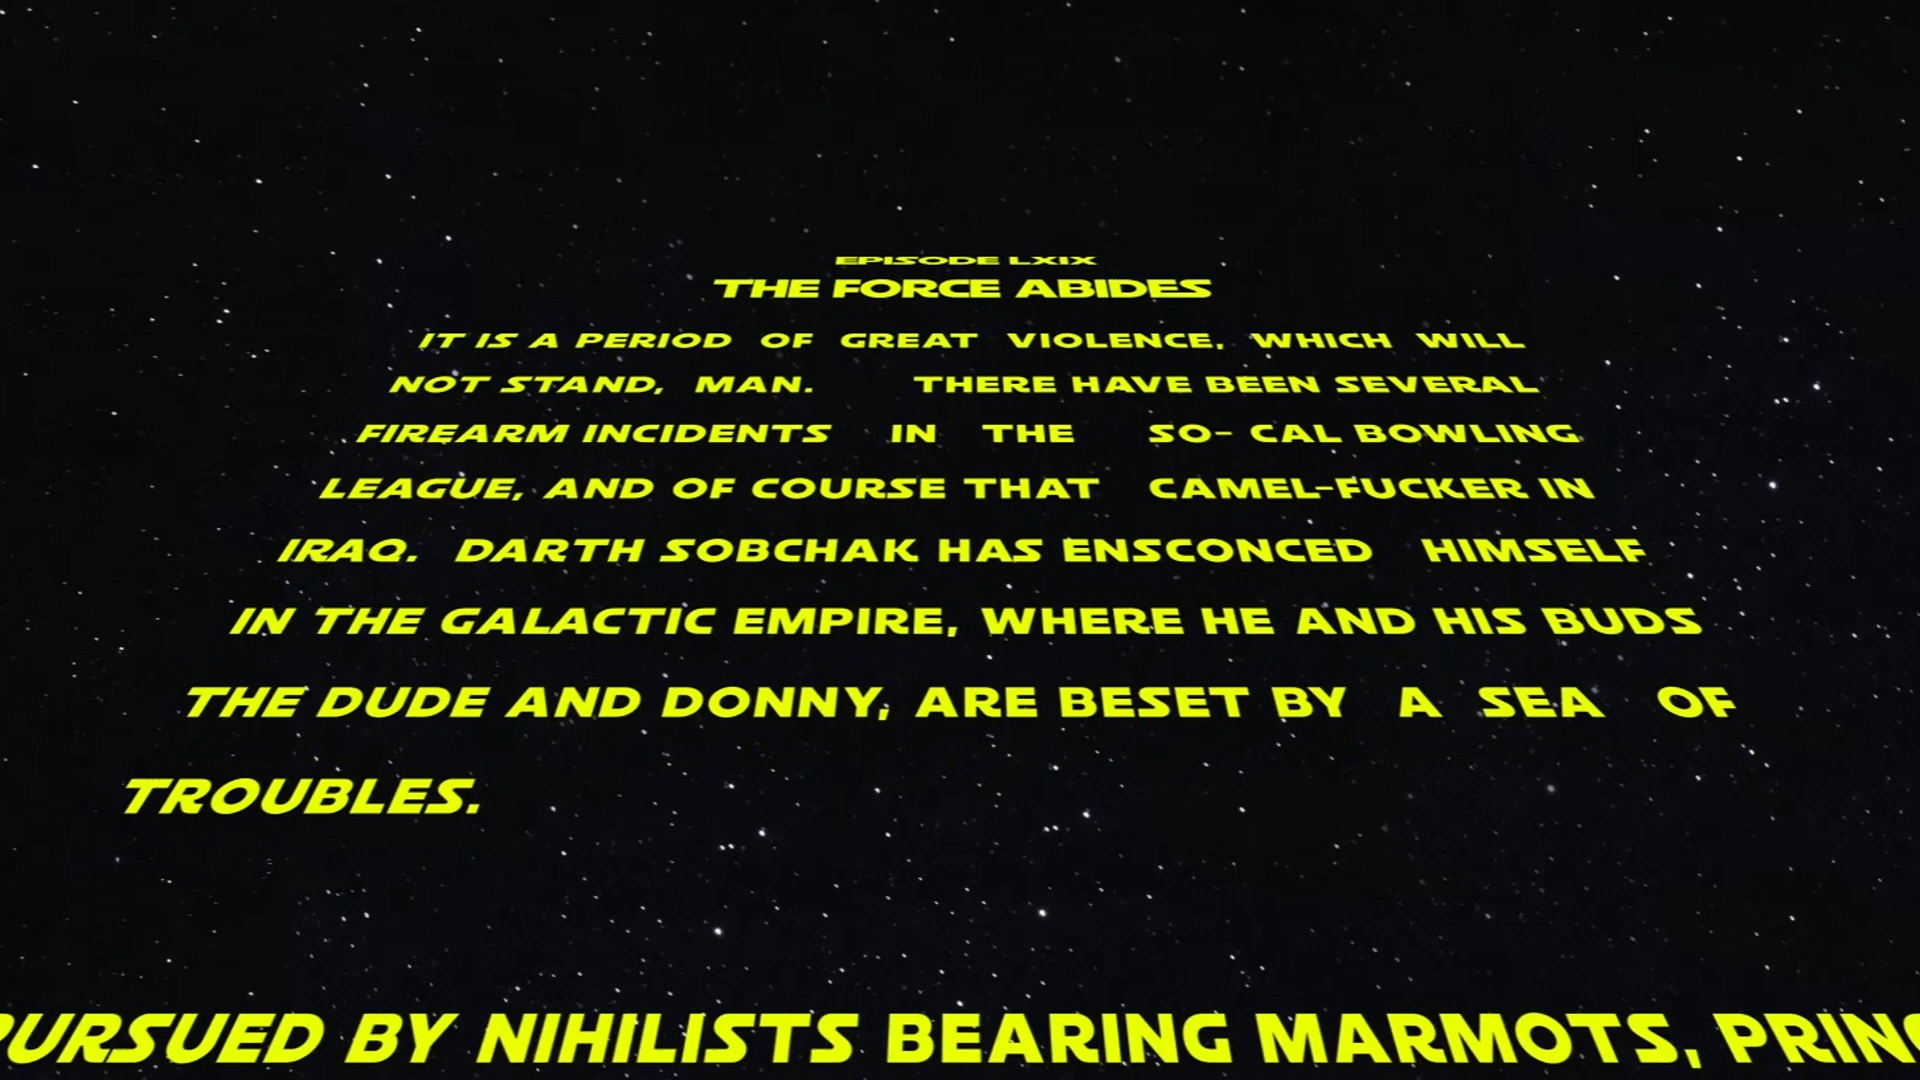 EPISODE LXIX
THE FORCE ABIDES
IT IS A PERIOD OF GREAT VIOLENCE, WHICH WILL
NOT STAND, MAN. THERE HAVE BEEN SEVERAL
FIREARM INCIDENTS IN THE SO- CAL BOWLING
LEAGUE, AND OF COURSE THAT CAMEL-FUCKER IN
IRAQ. DARTH SOBCHAK HAS ENSCONCED HIMSELF
IN THE GALACTIC EMPIRE, WHERE HE AND HIS BUDS
THE DUDE AND DONNY, ARE BESET BY A SEA OF
TROUBLES.
PURSUED BY NIHILISTS BEARING MARMOTS,